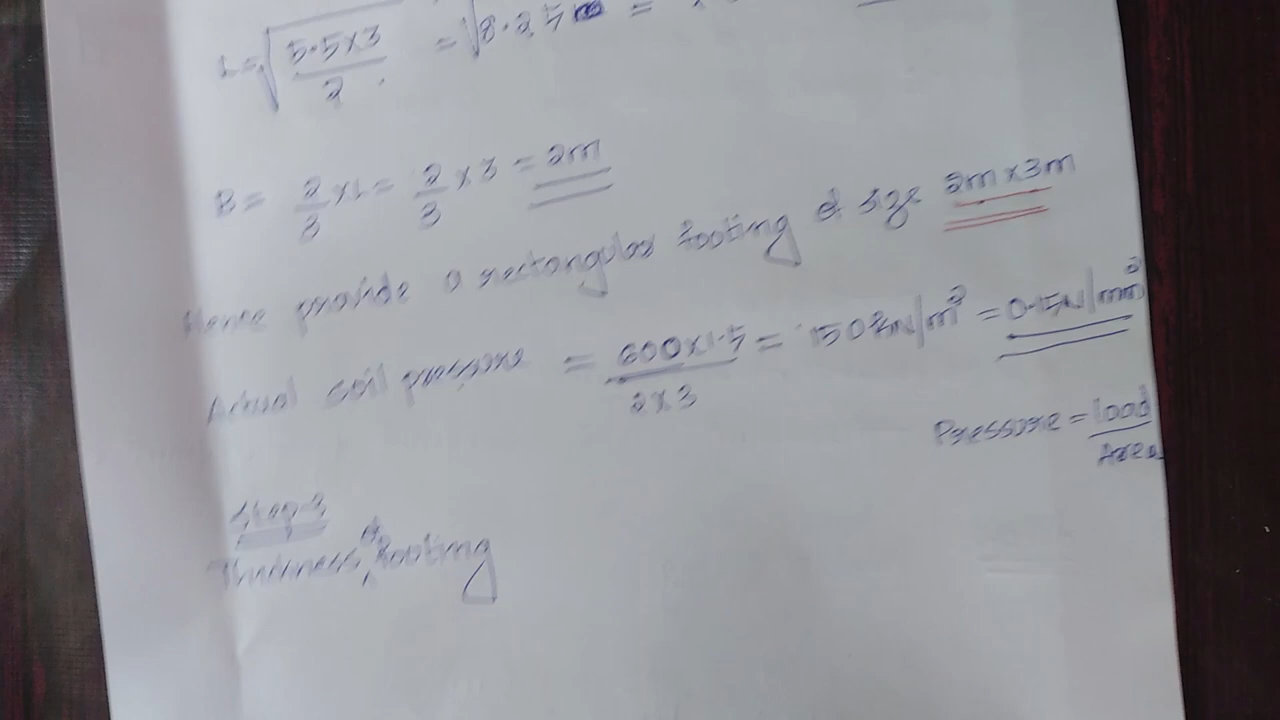 L = √5.5×3/2 = √8.25 =
B = 2/3 × L = 2/3 × 3 = 2m
Hence provide a rectangular footing of size 2m × 3m
Actual soil pressure = 600×1.5/2×3 = 150 kN/m² = 0.15N/mm²
Pressure = load/Area
Step-3
Thickness of footing